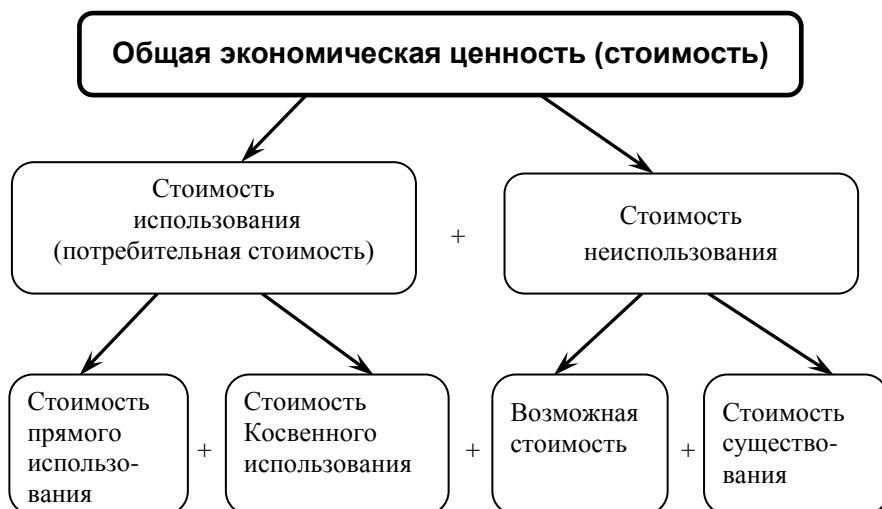 Общая экономическая ценность (стоимость)
Стоимость
использования
(потребительная стоимость)
+
Стоимость
неиспользования
Стоимость
прямого
использо-
вания
+
Стоимость
Косвенного
использования
+
Возможная
стоимость
+
Стоимость
существо-
вания